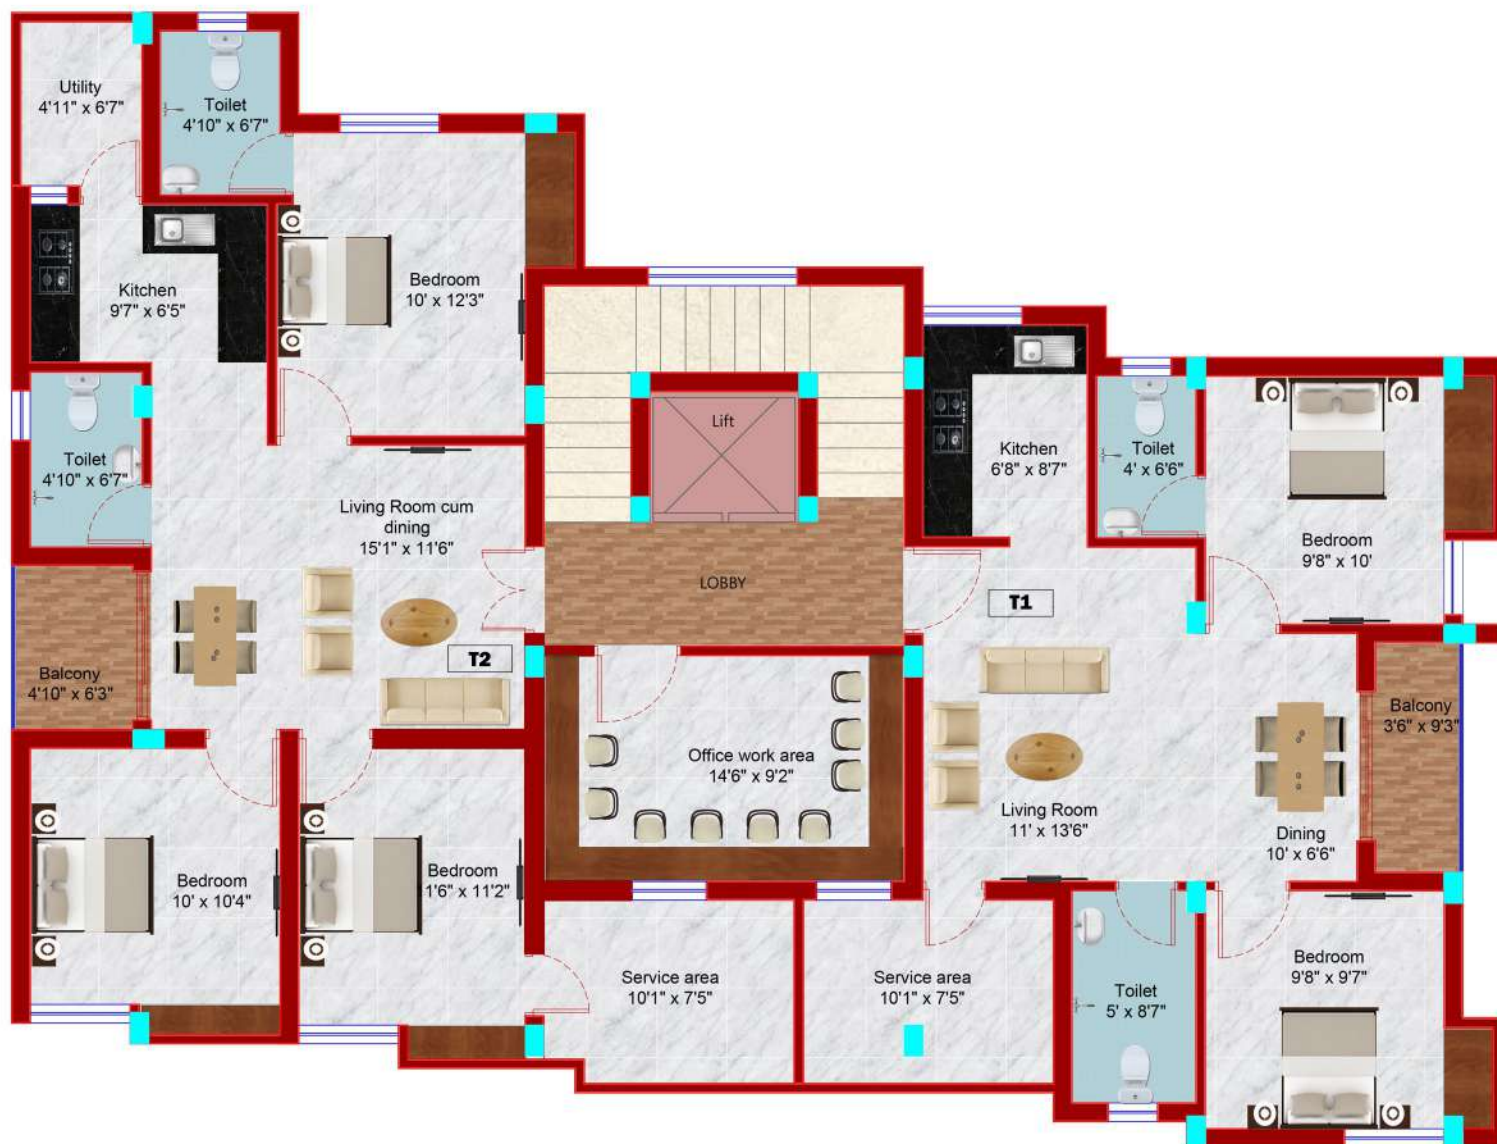 Utility
4'11" x 6'7"
Toilet
4'10" x 6'7"
Kitchen
9'7" x 6'5"
Bedroom
10' x 12'3"
Toilet
4'10" x 6'7"
Living Room cum
dining
15'1" x 11'6"
T2
Balcony
4'10" x 6'3"
Bedroom
10' x 10'4"
Bedroom
1'6" x 11'2"
Lift
LOBBY
Office work area
14'6" x 9'2"
Service area
10'1" x 7'5"
Service area
10'1" x 7'5"
Kitchen
6'8" x 8'7"
Toilet
4' x 6'6"
Bedroom
9'8" x 10'
T1
Living Room
11' x 13'6"
Dining
10' x 6'6"
Balcony
3'6" x 9'3"
Toilet
5' x 8'7"
Bedroom
9'8" x 9'7"